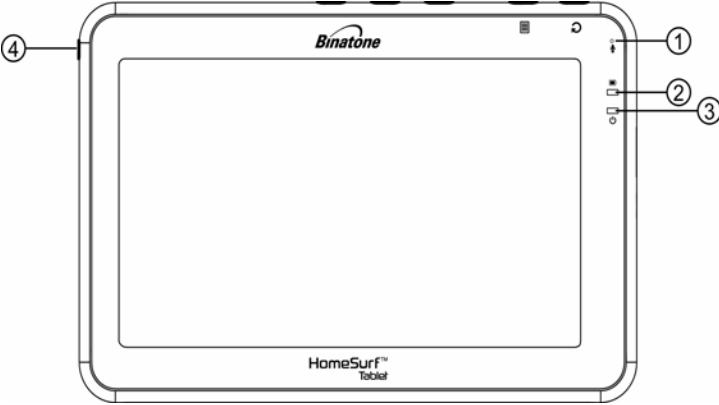 Binatone
①
④
②
③
HomeSurf™
Tablet